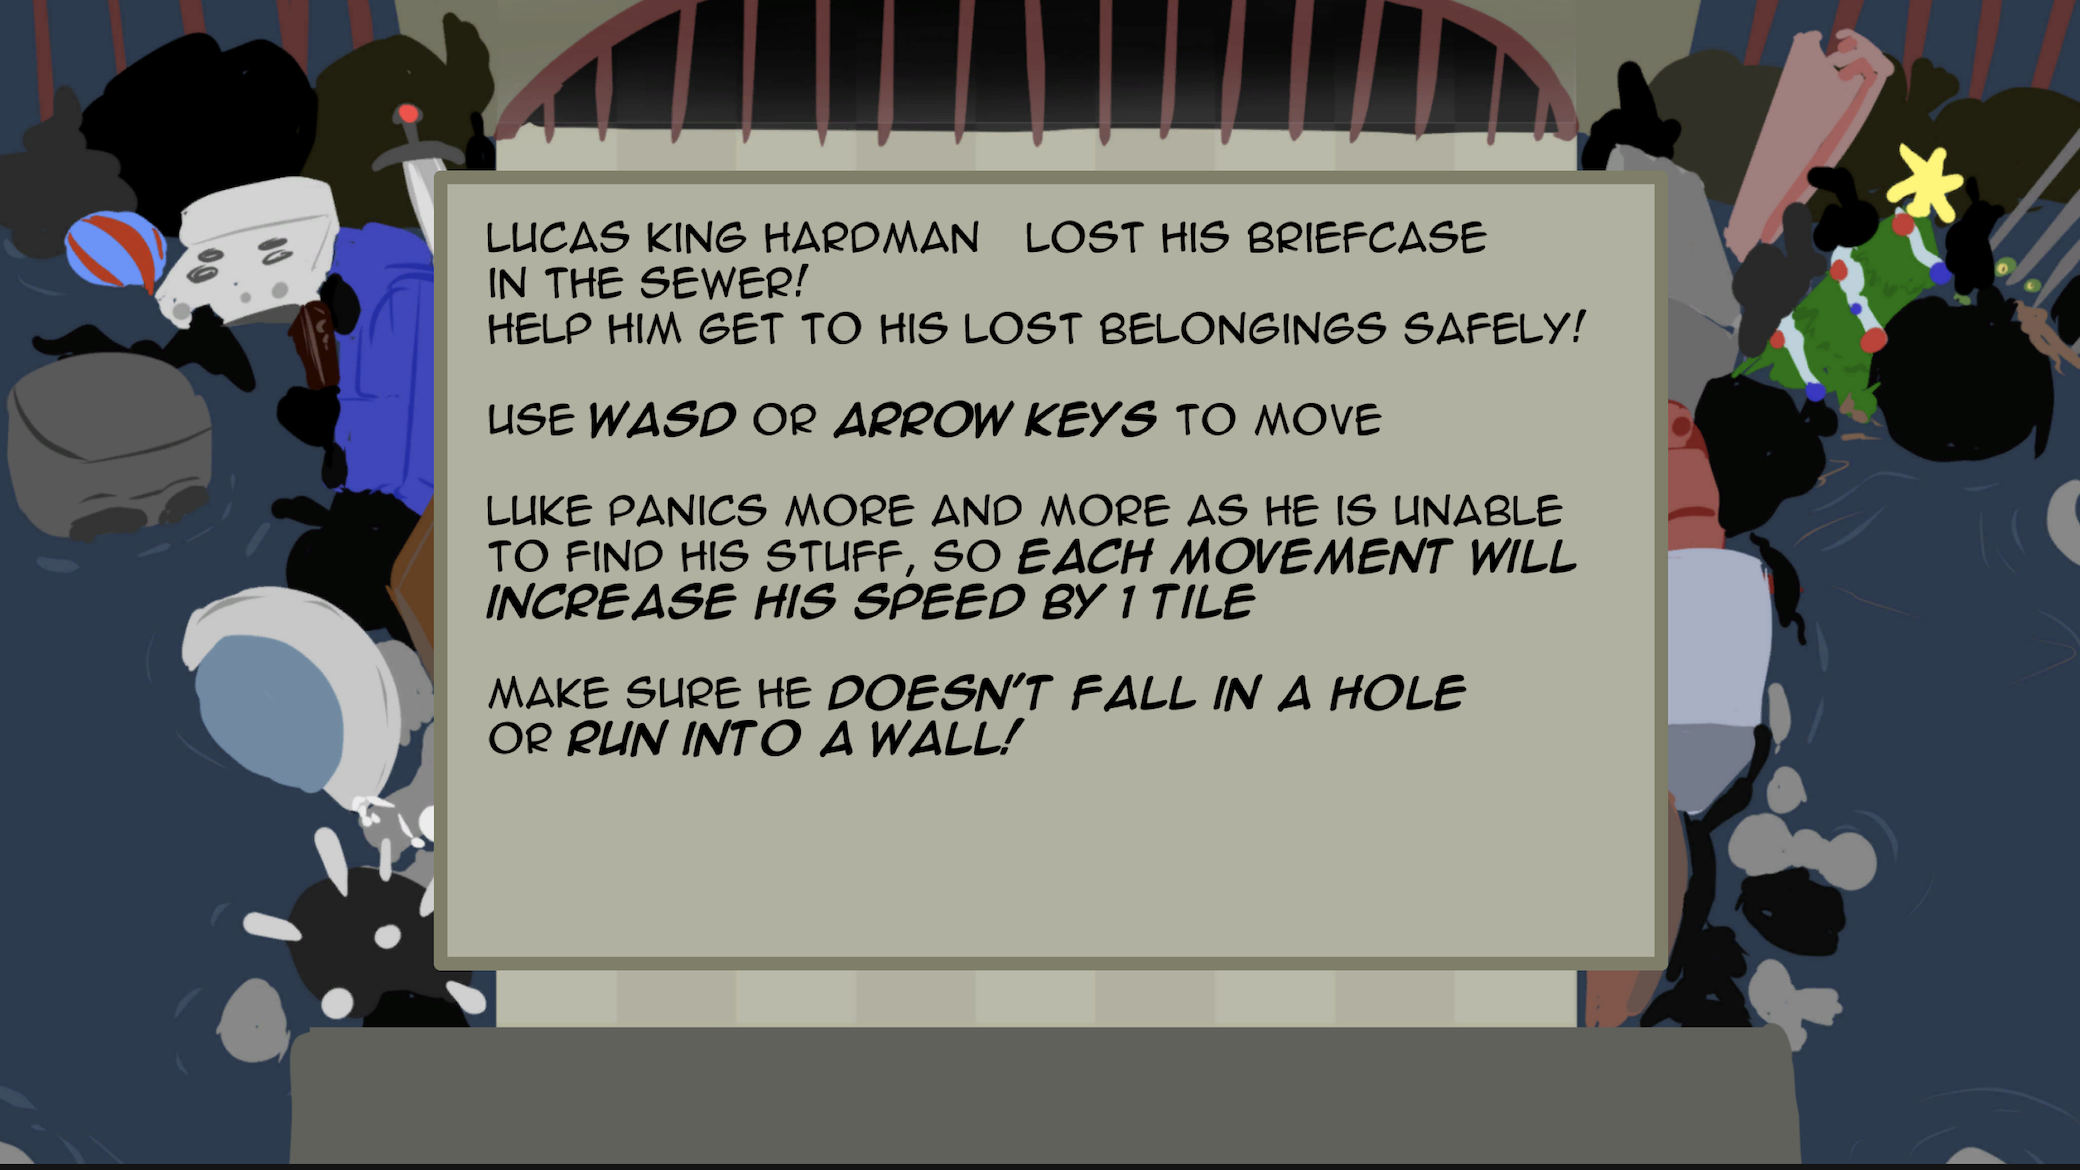 LUCAS KING HARDMAN LOST HIS BRIEFCASE
IN THE SEWER!
HELP HIM GET TO HIS LOST BELONGINGS SAFELY!
USE WASD OR ARROW KEYS TO MOVE
LUKE PANICS MORE AND MORE AS HE IS UNABLE
TO FIND HIS STUFF, SO EACH MOVEMENT WILL
INCREASE HIS SPEED BY 1 TILE
MAKE SURE HE DOESN'T FALL IN A HOLE
OR RUN INTO A WALL!